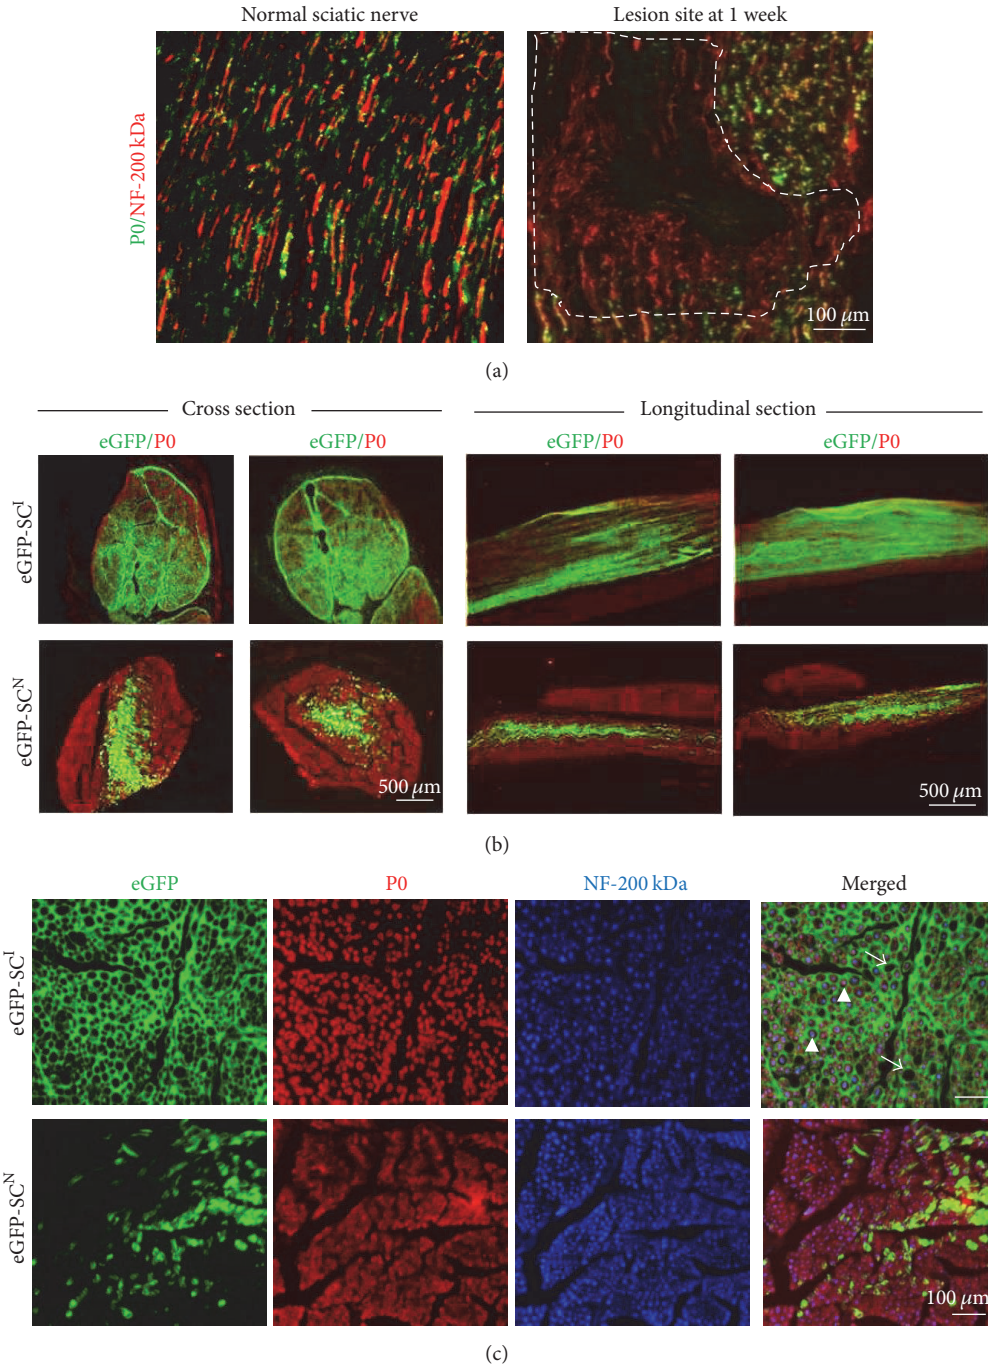 Normal sciatic nerve
Lesion site at 1 week
P0/NF-200 kDa
100 μm
(a)
Cross section
Longitudinal section
eGFP/P0
eGFP/P0
eGFP/P0
eGFP/P0
eGFP-SC^I
eGFP-SC^N
500 μm
500 μm
(b)
eGFP
P0
NF-200 kDa
Merged
eGFP-SC^I
eGFP-SC^N
100 μm
(c)